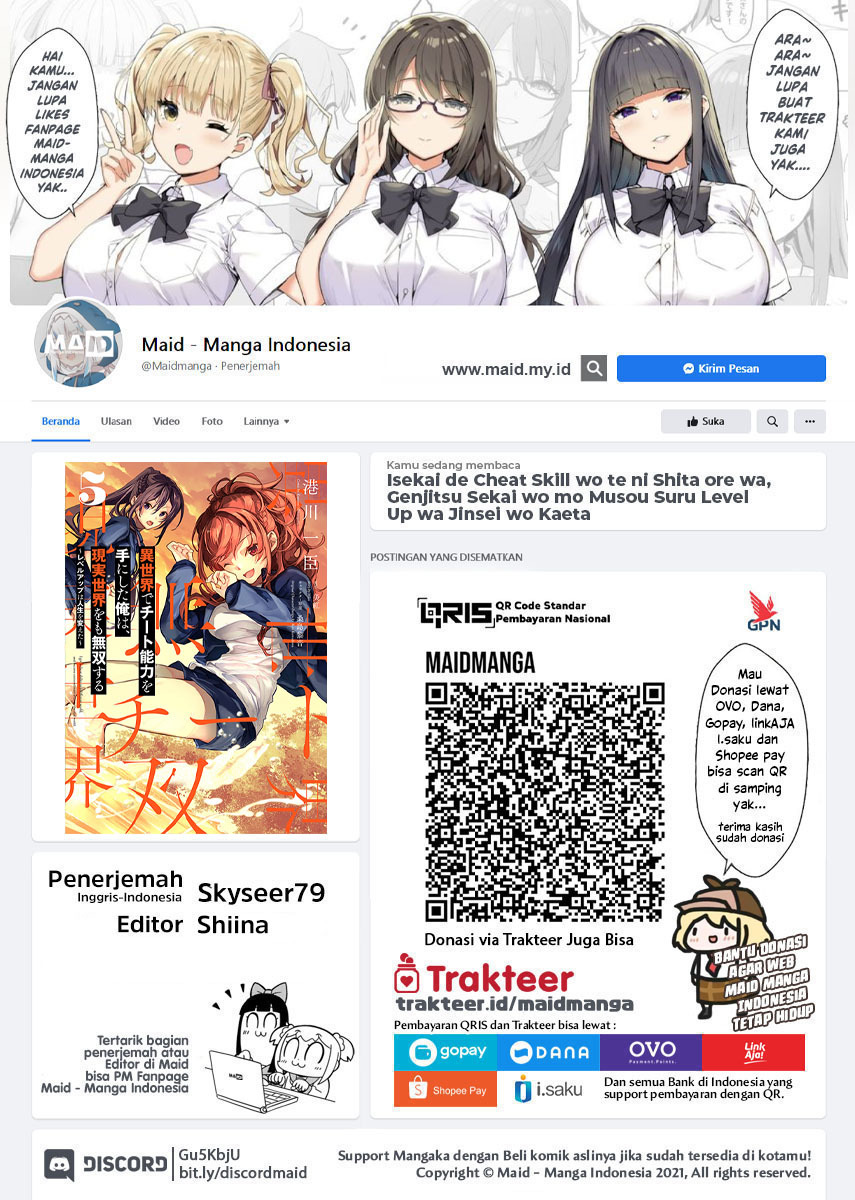 HAI
KAMU...
JANGAN
LUPA
LIKES
FANPAGE
MAID-
MANGA
INDONESIA
YAK..
ARA~
ARA~
JANGAN
LUPA
BUAT
TRAKTEER
KAMI
JUGA
YAK....
MAID
Maid - Manga Indonesia
@Maidmanga · Penerjemah
www.maid.my.id
Kirim Pesan
Beranda
Ulasan
Video
Foto
Lainnya
Suka
5
港川一臣
異世界でチート能力を
手にした俺は、
現実世界をも無双する
～レベルアップは人生を変えた～
Kamu sedang membaca
Isekai de Cheat Skill wo te ni Shita ore wa,
Genjitsu Sekai wo mo Musou Suru Level
Up wa Jinsei wo Kaeta
POSTINGAN YANG DISEMATKAN
QRIS
QR Code Standar
Pembayaran Nasional
GPN
MAIDMANGA
Mau
Donasi lewat
OVO, Dana,
Gopay, linkAJA
I.saku dan
Shopee pay
bisa scan QR
di samping
yak...
terima kasih
sudah donasi
Donasi via Trakteer Juga Bisa
Trakteer
trakteer.id/maidmanga
BANTU DONASI
AGAR WEB
MAID MANGA
INDONESIA
TETAP HIDUP
Pembayaran QRIS dan Trakteer bisa lewat :
gopay
DANA
OVO
Payment.Points.
Link
Aja!
Shopee Pay
i.saku
Dan semua Bank di Indonesia yang
support pembayaran dengan QR.
Penerjemah
Inggris-Indonesia
Skyseer79
Editor
Shiina
Tertarik bagian
penerjemah atau
Editor di Maid
bisa PM Fanpage
Maid - Manga Indonesia
MAID
DISCORD
Gu5KbjU
bit.ly/discordmaid
Support Mangaka dengan Beli komik aslinya jika sudah tersedia di kotamu!
Copyright © Maid - Manga Indonesia 2021, All rights reserved.